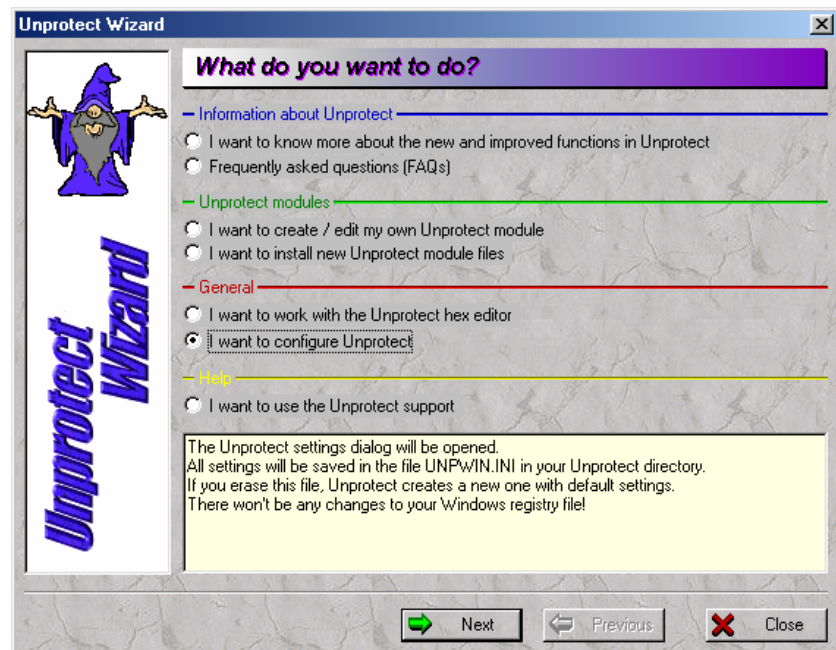 Unprotect Wizard
What do you want to do?
Unprotect
Wizard
Information about Unprotect
I want to know more about the new and improved functions in Unprotect
Frequently asked questions (FAQs)
Unprotect modules
I want to create / edit my own Unprotect module
I want to install new Unprotect module files
General
I want to work with the Unprotect hex editor
I want to configure Unprotect
Help
I want to use the Unprotect support
The Unprotect settings dialog will be opened.
All settings will be saved in the file UNPWIN.INI in your Unprotect directory.
If you erase this file, Unprotect creates a new one with default settings.
There won't be any changes to your Windows registry file!
Next
Previous
Close